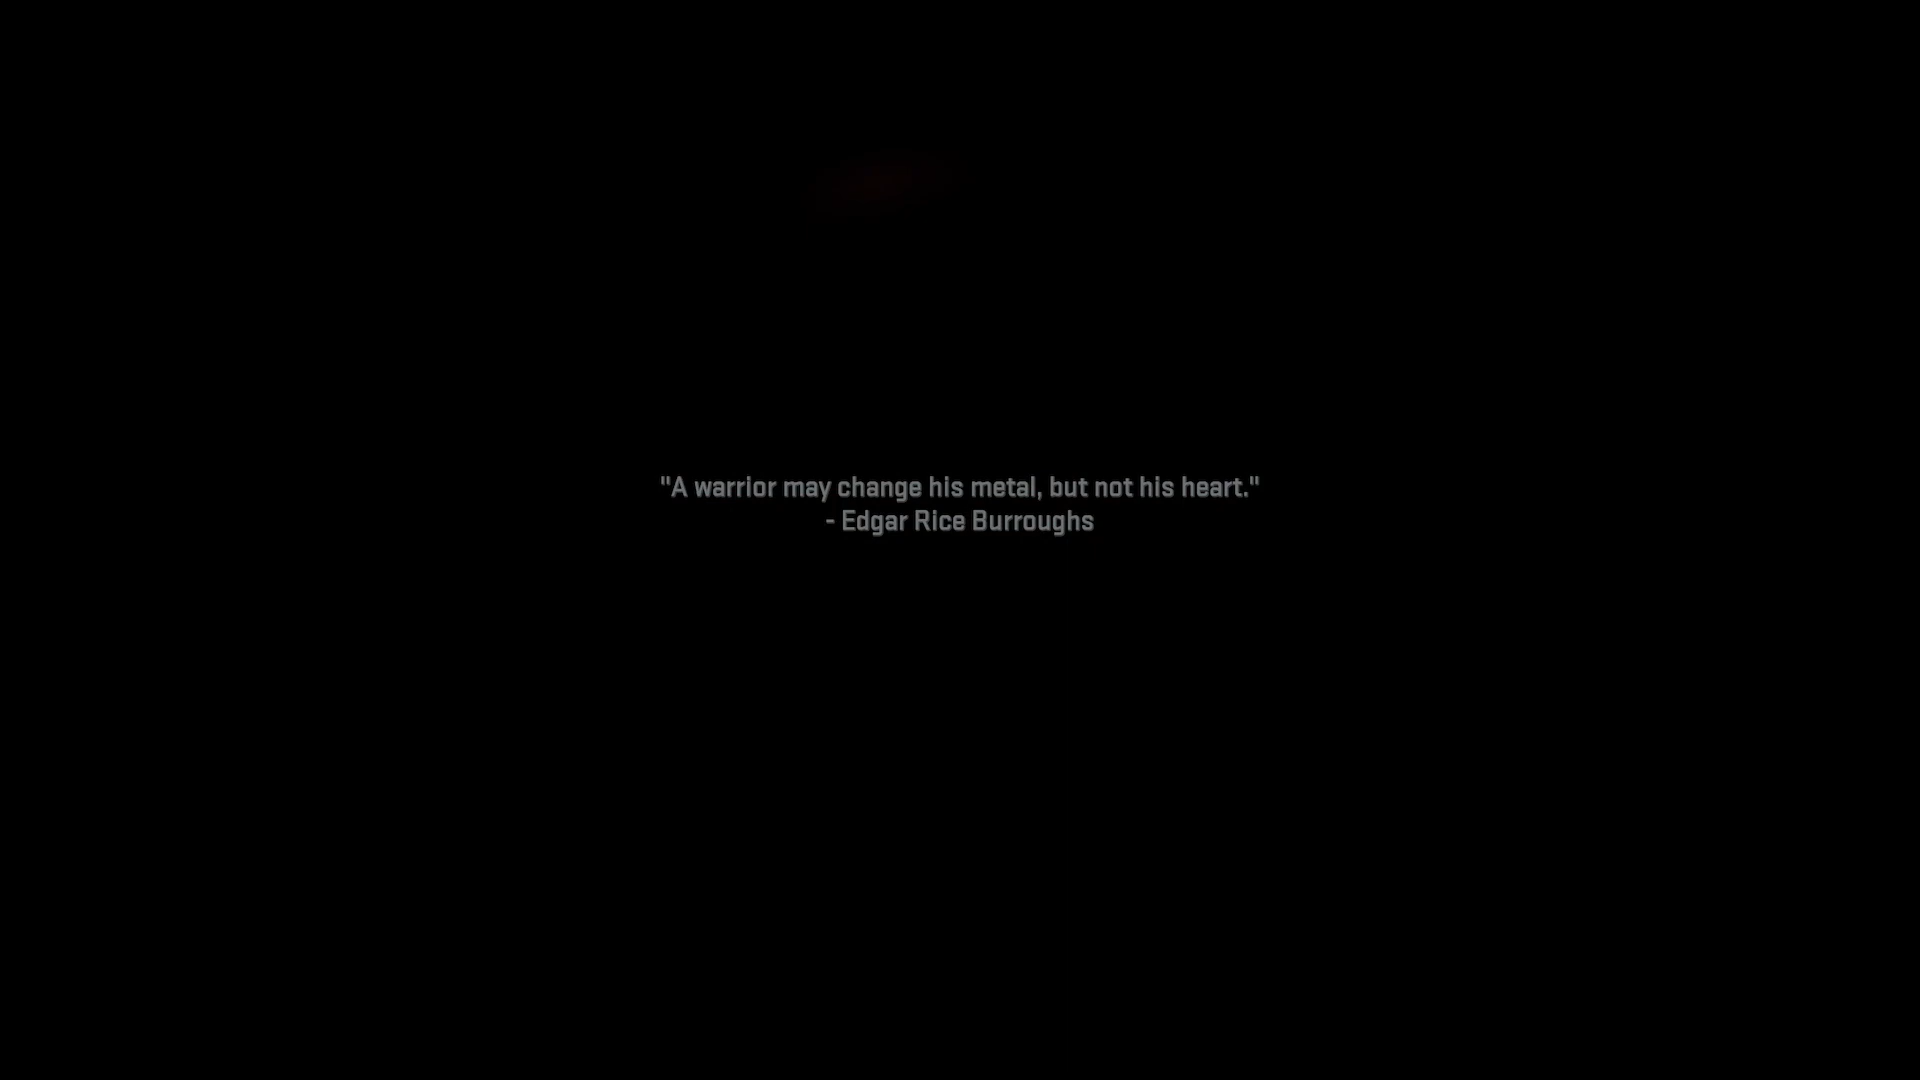 "A warrior may change his metal, but not his heart."
- Edgar Rice Burroughs